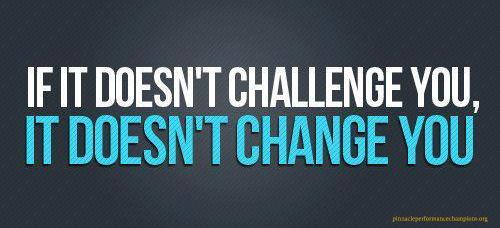 IF IT DOESN'T CHALLENGE YOU,
IT DOESN'T CHANGE YOU
pinnacleperformancechampions.org